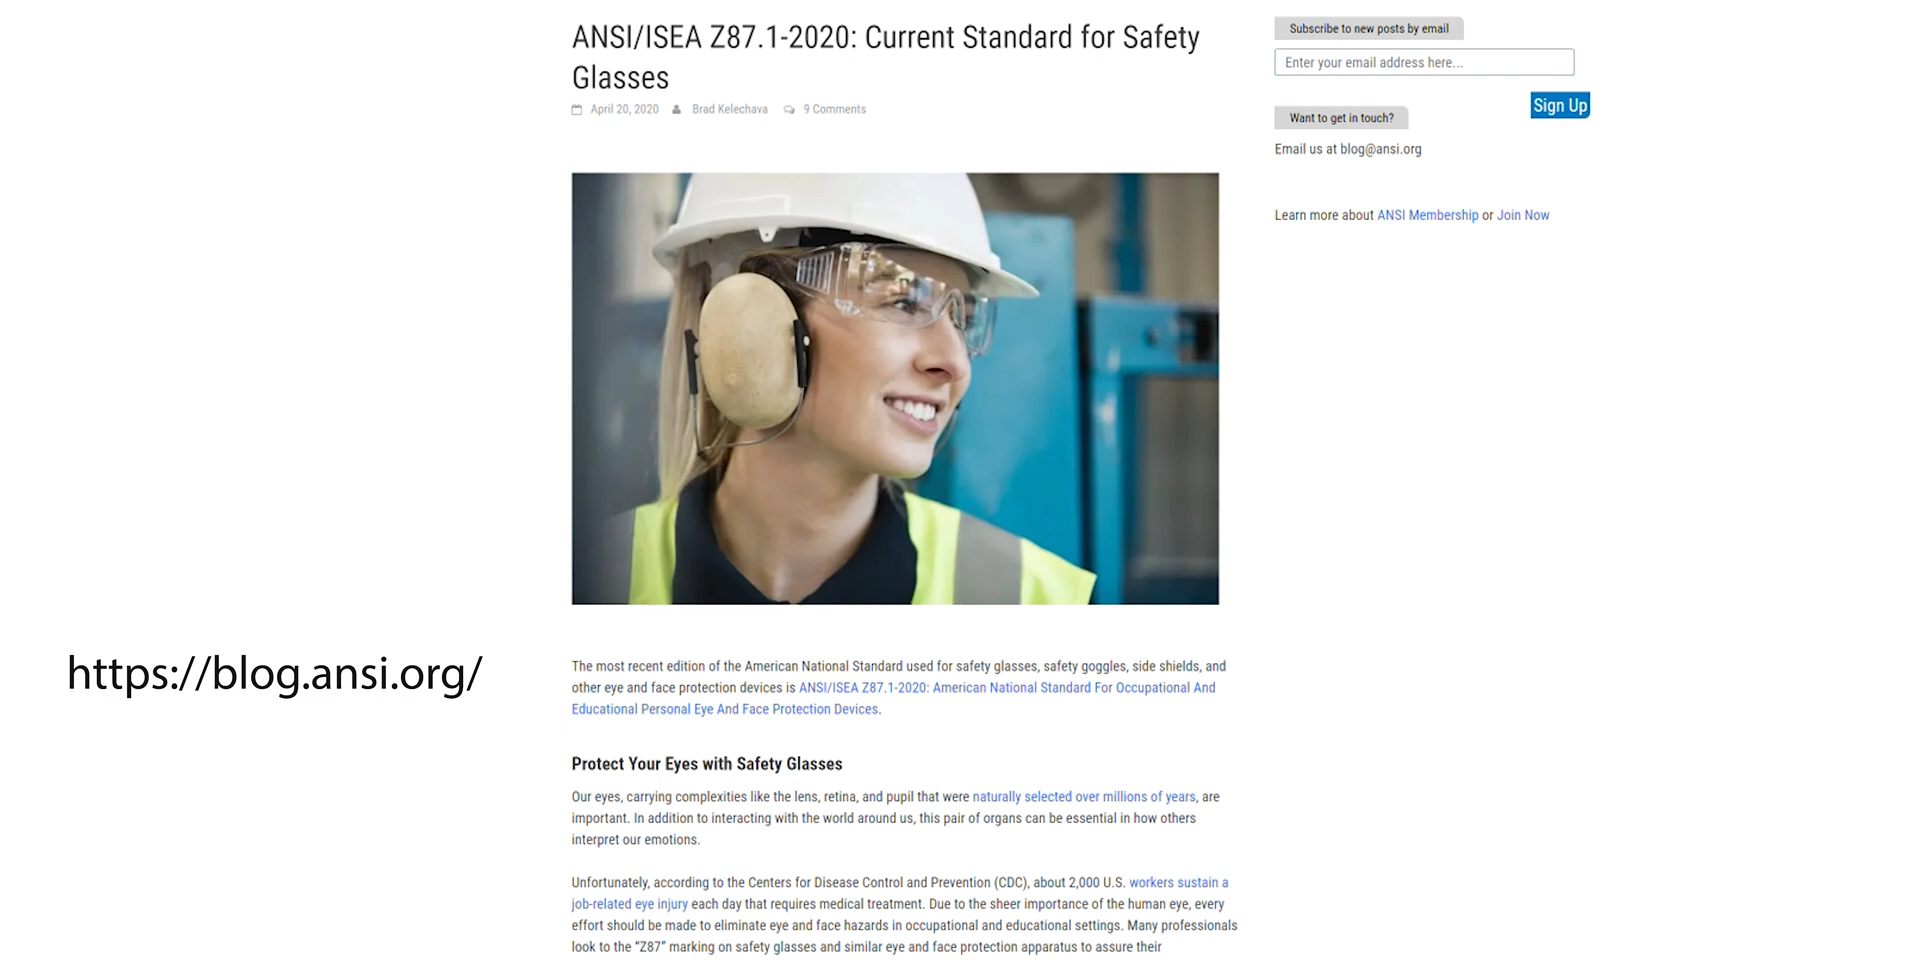 ANSI/ISEA Z87.1-2020: Current Standard for Safety
Glasses
April 20, 2020 Brad Kelechava 9 Comments
Subscribe to new posts by email
Enter your email address here...
Sign Up
Want to get in touch?
Email us at blog@ansi.org
Learn more about ANSI Membership or Join Now
https://blog.ansi.org/
The most recent edition of the American National Standard used for safety glasses, safety goggles, side shields, and
other eye and face protection devices is ANSI/ISEA Z87.1-2020: American National Standard For Occupational And
Educational Personal Eye And Face Protection Devices.
Protect Your Eyes with Safety Glasses
Our eyes, carrying complexities like the lens, retina, and pupil that were naturally selected over millions of years, are
important. In addition to interacting with the world around us, this pair of organs can be essential in how others
interpret our emotions.
Unfortunately, according to the Centers for Disease Control and Prevention (CDC), about 2,000 U.S. workers sustain a
job-related eye injury each day that requires medical treatment. Due to the sheer importance of the human eye, every
effort should be made to eliminate eye and face hazards in occupational and educational settings. Many professionals
look to the “Z87” marking on safety glasses and similar eye and face protection apparatus to assure their